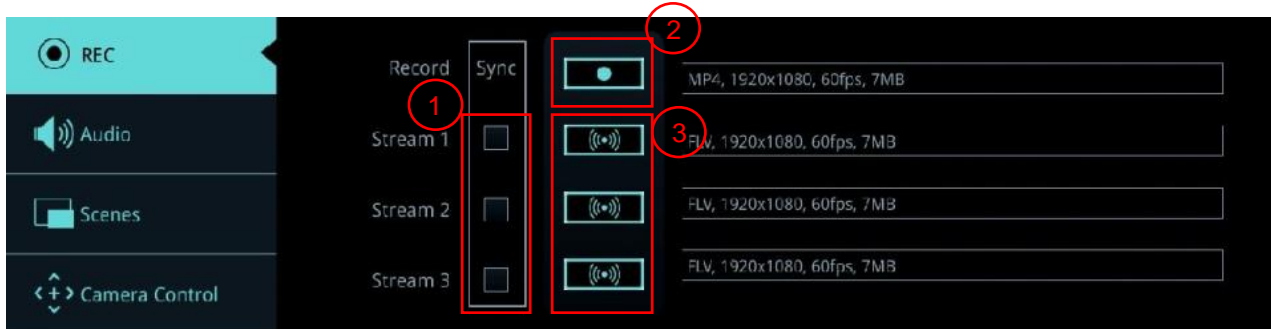 REC
Audio
Scenes
Camera Control
2
Record Sync MP4, 1920x1080, 60fps, 7MB
1
Stream 1 3 FLV, 1920x1080, 60fps, 7MB
Stream 2 FLV, 1920x1080, 60fps, 7MB
Stream 3 FLV, 1920x1080, 60fps, 7MB